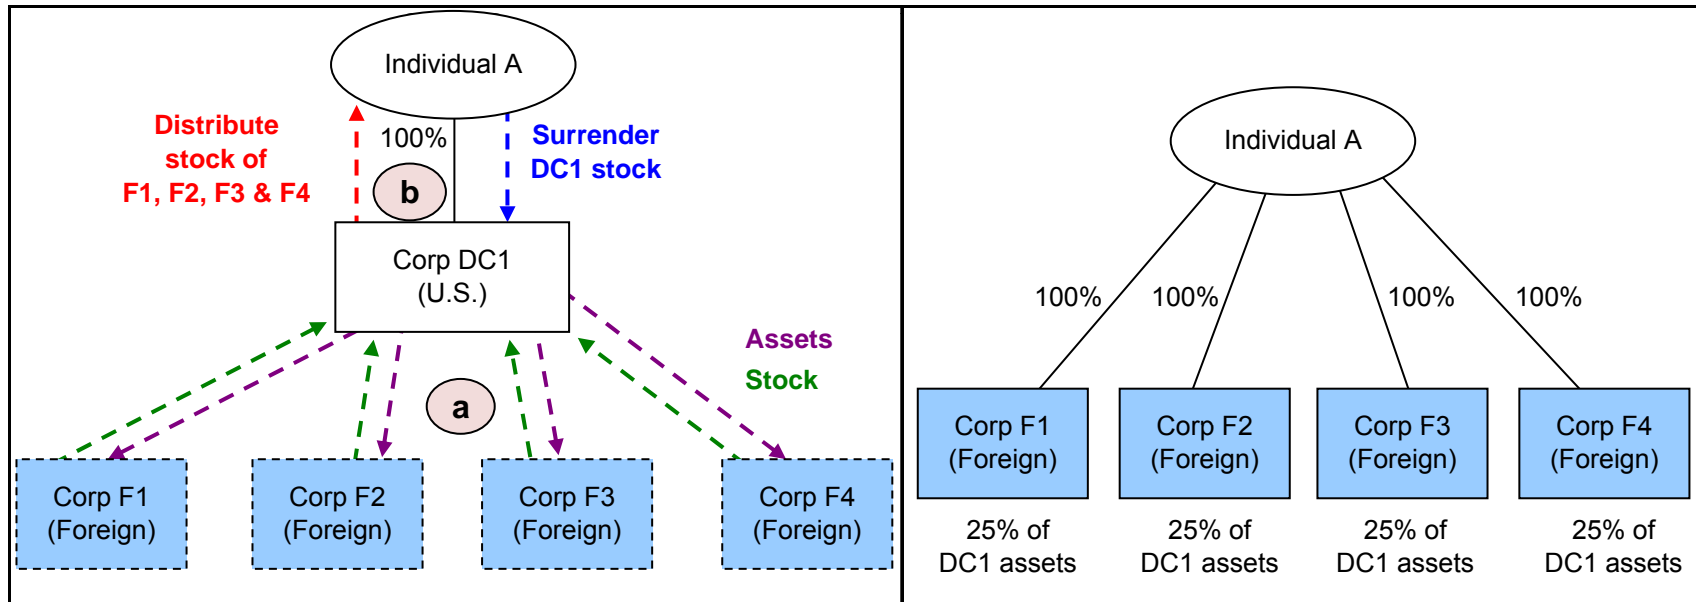 Individual A
Distribute
stock of
F1, F2, F3 & F4
100%
Surrender
DC1 stock
b
Corp DC1
(U.S.)
Assets
Stock
a
Corp F1
(Foreign)
Corp F2
(Foreign)
Corp F3
(Foreign)
Corp F4
(Foreign)
Individual A
100%
100%
100%
100%
Corp F1
(Foreign)
Corp F2
(Foreign)
Corp F3
(Foreign)
Corp F4
(Foreign)
25% of
DC1 assets
25% of
DC1 assets
25% of
DC1 assets
25% of
DC1 assets